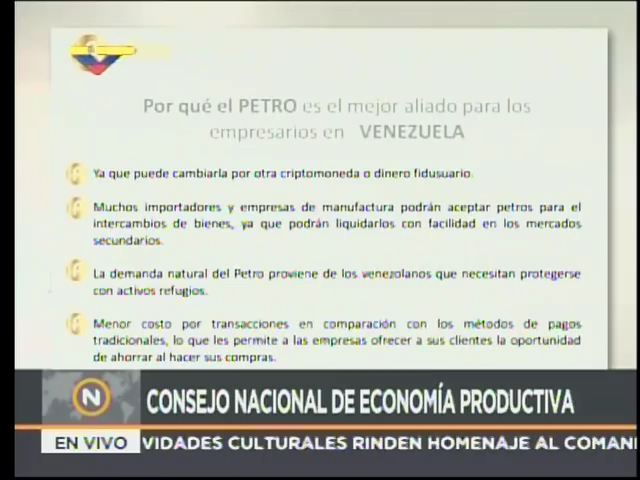 Por qué el PETRO es el mejor aliado para los
empresarios en VENEZUELA
Ya que puede cambiarla por otra criptomoneda o dinero fidusuario.
Muchos importadores y empresas de manufactura podrán aceptar petros para el
intercambios de bienes, ya que podrán liquidarlos con facilidad en los mercados
secundarios.
La demanda natural del Petro proviene de los venezolanos que necesitan protegerse
con activos refugios.
Menor costo por transacciones en comparación con los métodos de pagos
tradicionales, lo que les permite a las empresas ofrecer a sus clientes la oportunidad
de ahorrar al hacer sus compras.
N
CONSEJO NACIONAL DE ECONOMÍA PRODUCTIVA
EN VIVO
VIDADES CULTURALES RINDEN HOMENAJE AL COMAN